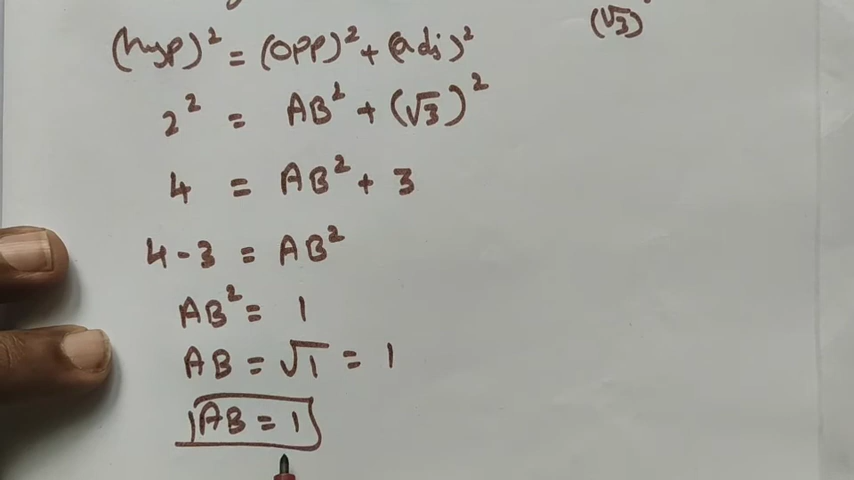 (√3)²
(hyp)² = (opp)² + (adj)²
2² = AB² + (√3)²
4 = AB² + 3
4 - 3 = AB²
AB² = 1
AB = √1 = 1
AB = 1